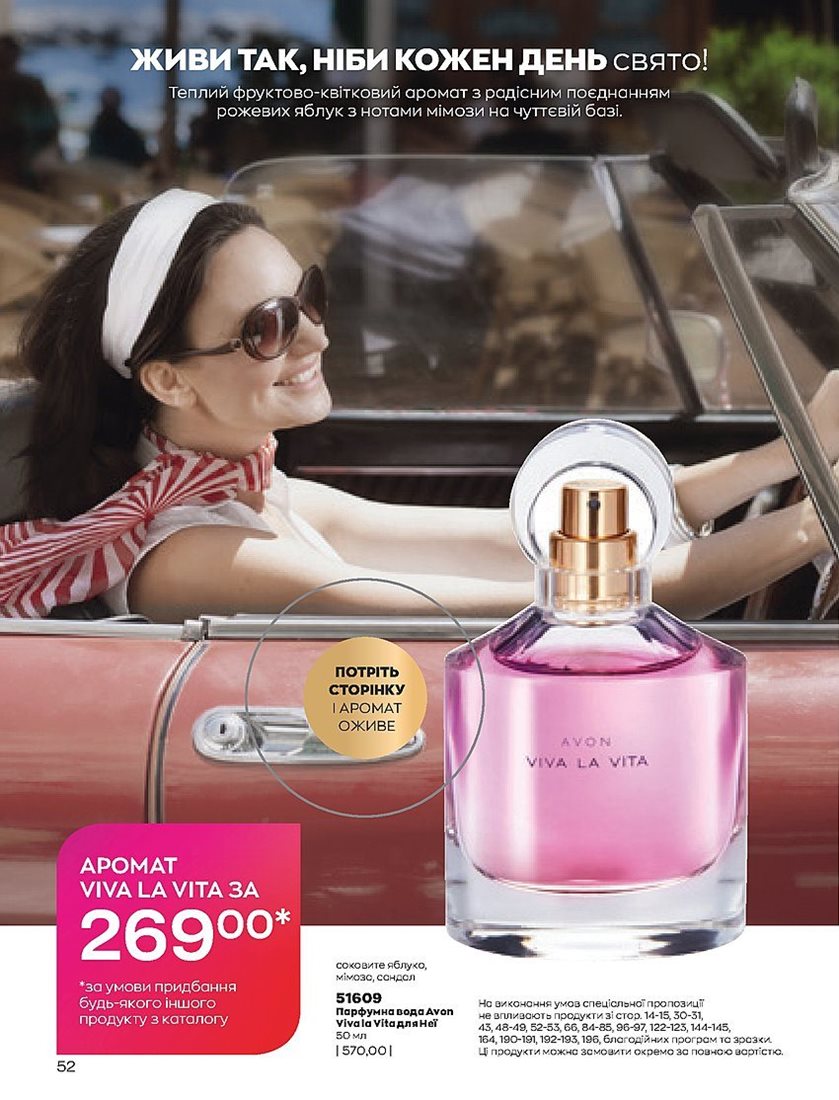 ЖИВИ ТАК, НІБИ КОЖЕН ДЕНЬ СВЯТО!
Теплий фруктово-квітковий аромат з радісним поєднанням
рожевих яблук з нотами мімози на чуттєвій базі.
ПОТРІТЬ
СТОРІНКУ
І АРОМАТ
ОЖИВЕ
AVON
VIVA LA VITA
АРОМАТ
VIVA LA VITA ЗА
269⁰⁰*
*за умови придбання
будь-якого іншого
продукту з каталогу
соковите яблуко,
мімоза, сандал
51609
Парфумна вода Avon
Viva la Vita для Неї
50 мл
| 570,00 |
На виконання умов спеціальної пропозиції
не впливають продукти зі стор. 14-15, 30-31,
43, 48-49, 52-53, 66, 84-85, 96-97, 122-123, 144-145,
164, 190-191, 192-193, 196, благодійних програм та зразки.
Ці продукти можна замовити окремо за повною вартістю.
52